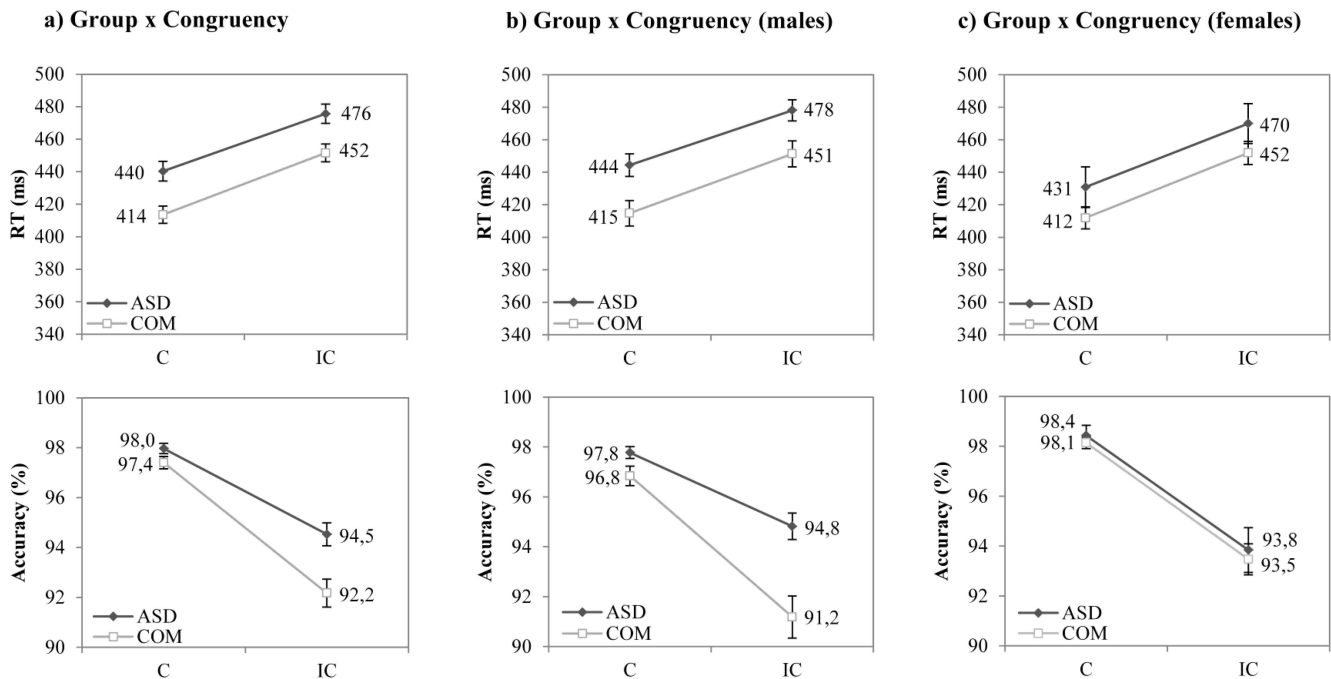 a) Group x Congruency
b) Group x Congruency (males)
c) Group x Congruency (females)
RT (ms)
500
480
460
440
420
400
380
360
340
440
476
414
452
ASD
COM
C IC
RT (ms)
500
480
460
440
420
400
380
360
340
444
478
415
451
ASD
COM
C IC
RT (ms)
500
480
460
440
420
400
380
360
340
431
470
412
452
ASD
COM
C IC
Accuracy (%)
100
98
96
94
92
90
98,0
97,4
94,5
92,2
ASD
COM
C IC
Accuracy (%)
100
98
96
94
92
90
97,8
96,8
94,8
91,2
ASD
COM
C IC
Accuracy (%)
100
98
96
94
92
90
98,4
98,1
93,8
93,5
ASD
COM
C IC